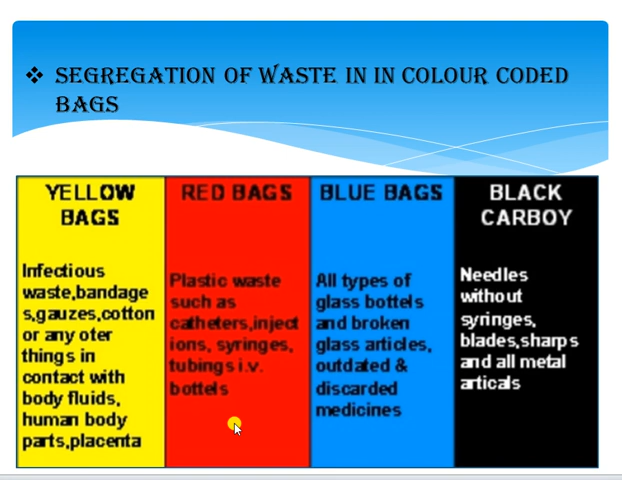 ❖ SEGREGATION OF WASTE IN IN COLOUR CODED
BAGS
YELLOW
BAGS
Infectious
waste,bandage
s,gauzes,cotton
or any oter
things in
contact with
body fluids,
human body
parts,placenta
RED BAGS
Plastic waste
such as
catheters,inject
ions, syringes,
tubings i.v.
bottels
BLUE BAGS
All types of
glass bottels
and broken
glass articles,
outdated &
discarded
medicines
BLACK
CARBOY
Needles
without
syringes,
blades,sharps
and all metal
articals